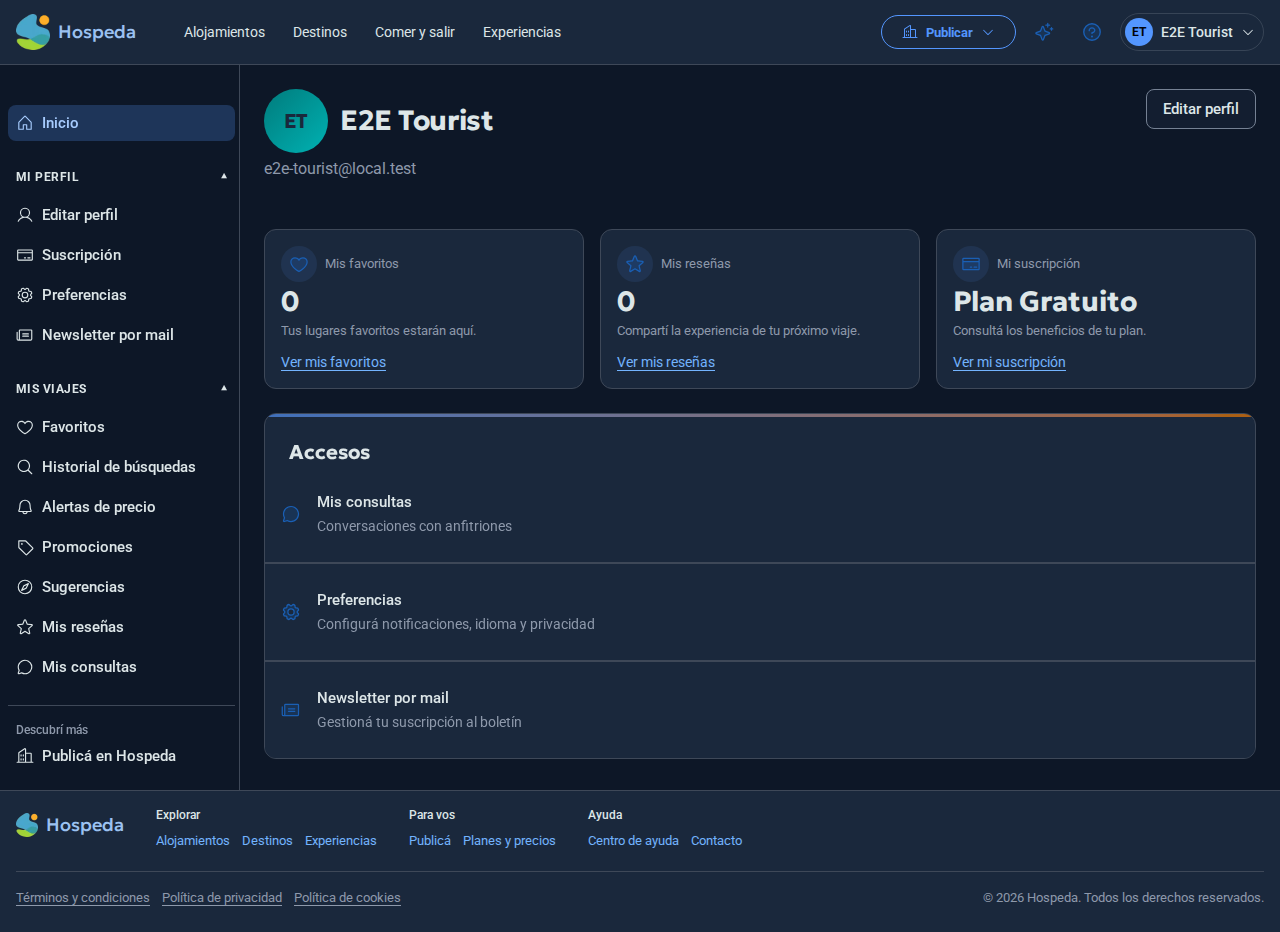 Hospeda
Alojamientos
Destinos
Comer y salir
Experiencias
Publicar
ET
E2E Tourist
Inicio
MI PERFIL
Editar perfil
Suscripción
Preferencias
Newsletter por mail
MIS VIAJES
Favoritos
Historial de búsquedas
Alertas de precio
Promociones
Sugerencias
Mis reseñas
Mis consultas
Descubrí más
Publicá en Hospeda
ET
E2E Tourist
e2e-tourist@local.test
Editar perfil
Mis favoritos
0
Tus lugares favoritos estarán aquí.
Ver mis favoritos
Mis reseñas
0
Compartí la experiencia de tu próximo viaje.
Ver mis reseñas
Mi suscripción
Plan Gratuito
Consultá los beneficios de tu plan.
Ver mi suscripción
Accesos
Mis consultas
Conversaciones con anfitriones
Preferencias
Configurá notificaciones, idioma y privacidad
Newsletter por mail
Gestioná tu suscripción al boletín
Hospeda
Explorar
Alojamientos
Destinos
Experiencias
Para vos
Publicá
Planes y precios
Ayuda
Centro de ayuda
Contacto
Términos y condiciones
Política de privacidad
Política de cookies
© 2026 Hospeda. Todos los derechos reservados.